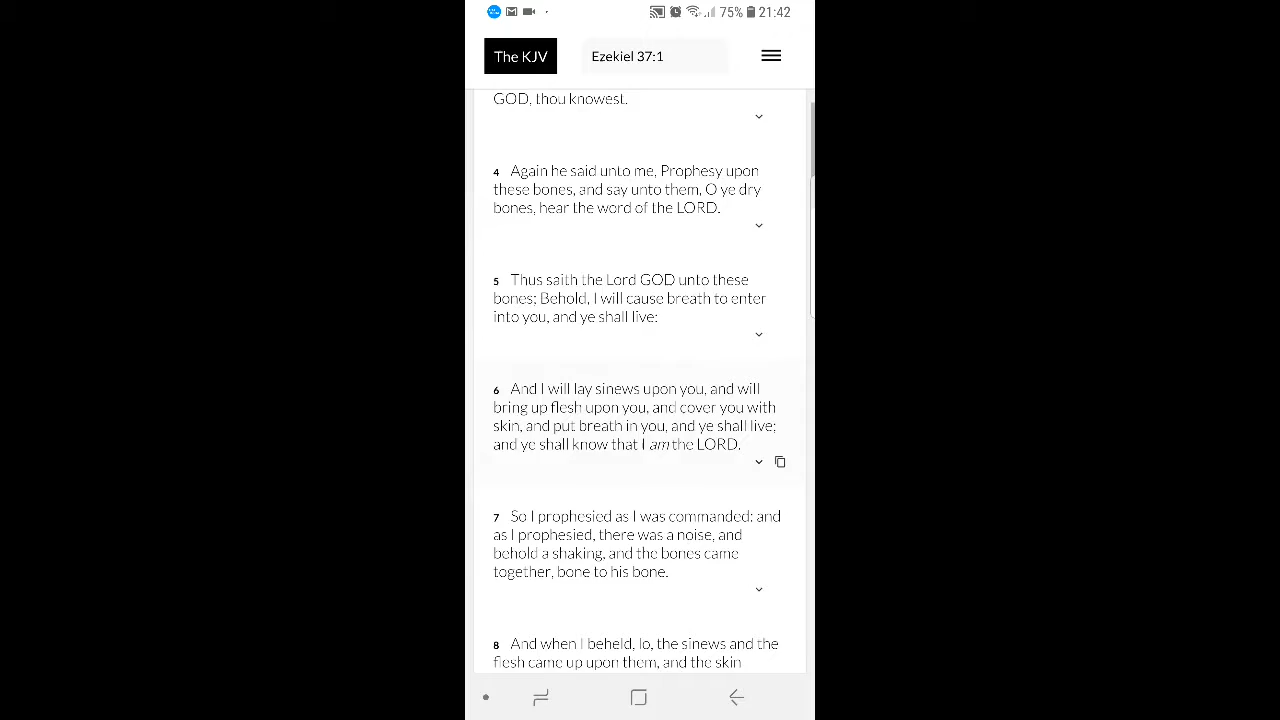 75% 21:42
The KJV Ezekiel 37:1
GOD, thou knowest.
4 Again he said unto me, Prophesy upon
these bones, and say unto them, O ye dry
bones, hear the word of the LORD.
5 Thus saith the Lord GOD unto these
bones; Behold, I will cause breath to enter
into you, and ye shall live:
6 And I will lay sinews upon you, and will
bring up flesh upon you, and cover you with
skin, and put breath in you, and ye shall live;
and ye shall know that I am the LORD.
7 So I prophesied as I was commanded: and
as I prophesied, there was a noise, and
behold a shaking, and the bones came
together, bone to his bone.
8 And when I beheld, lo, the sinews and the
flesh came up upon them, and the skin